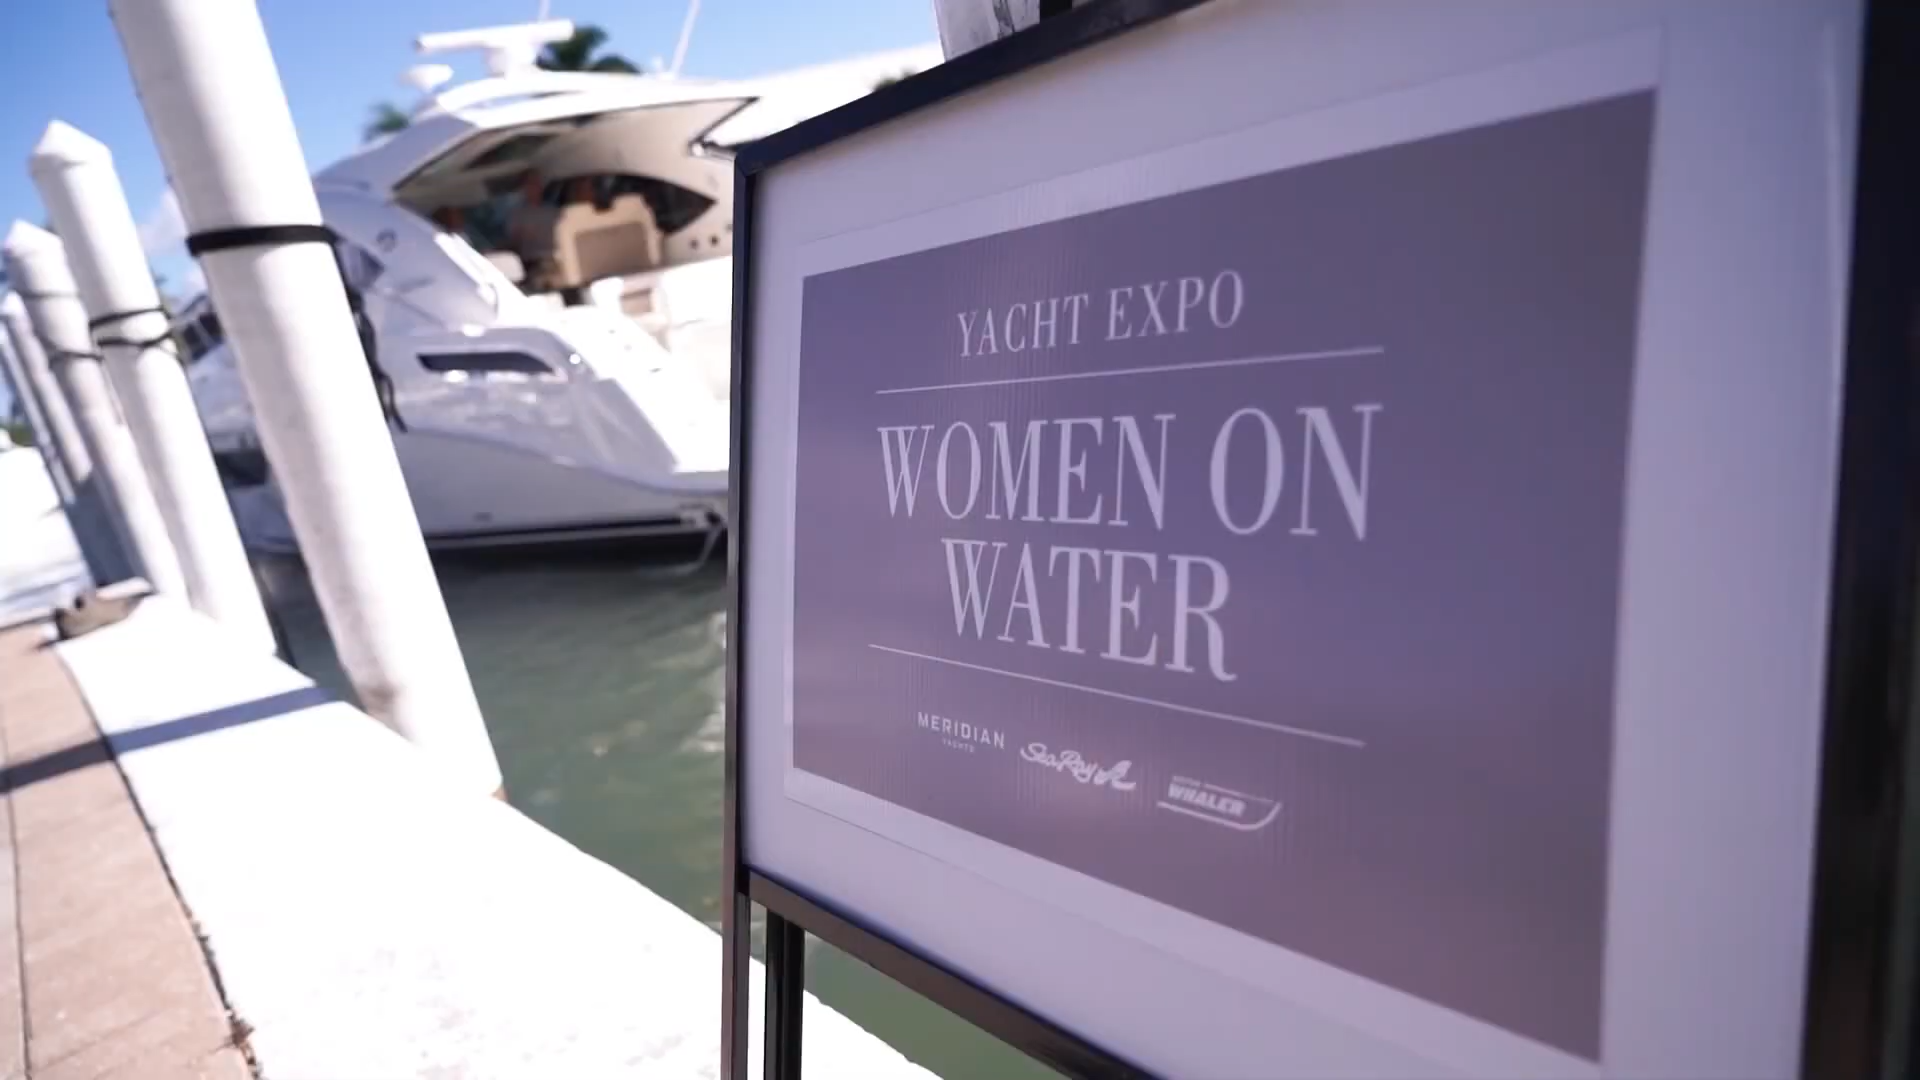 YACHT EXPO
WOMEN ON
WATER
MERIDIAN
YACHTS
Sea Ray
WHALER